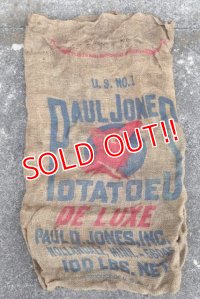 U.S. NO.1
PAUL JONES
SOLD OUT!!
POTATOES
DE LUXE
PAUL D. JONES, INC.
100 LBS. NET